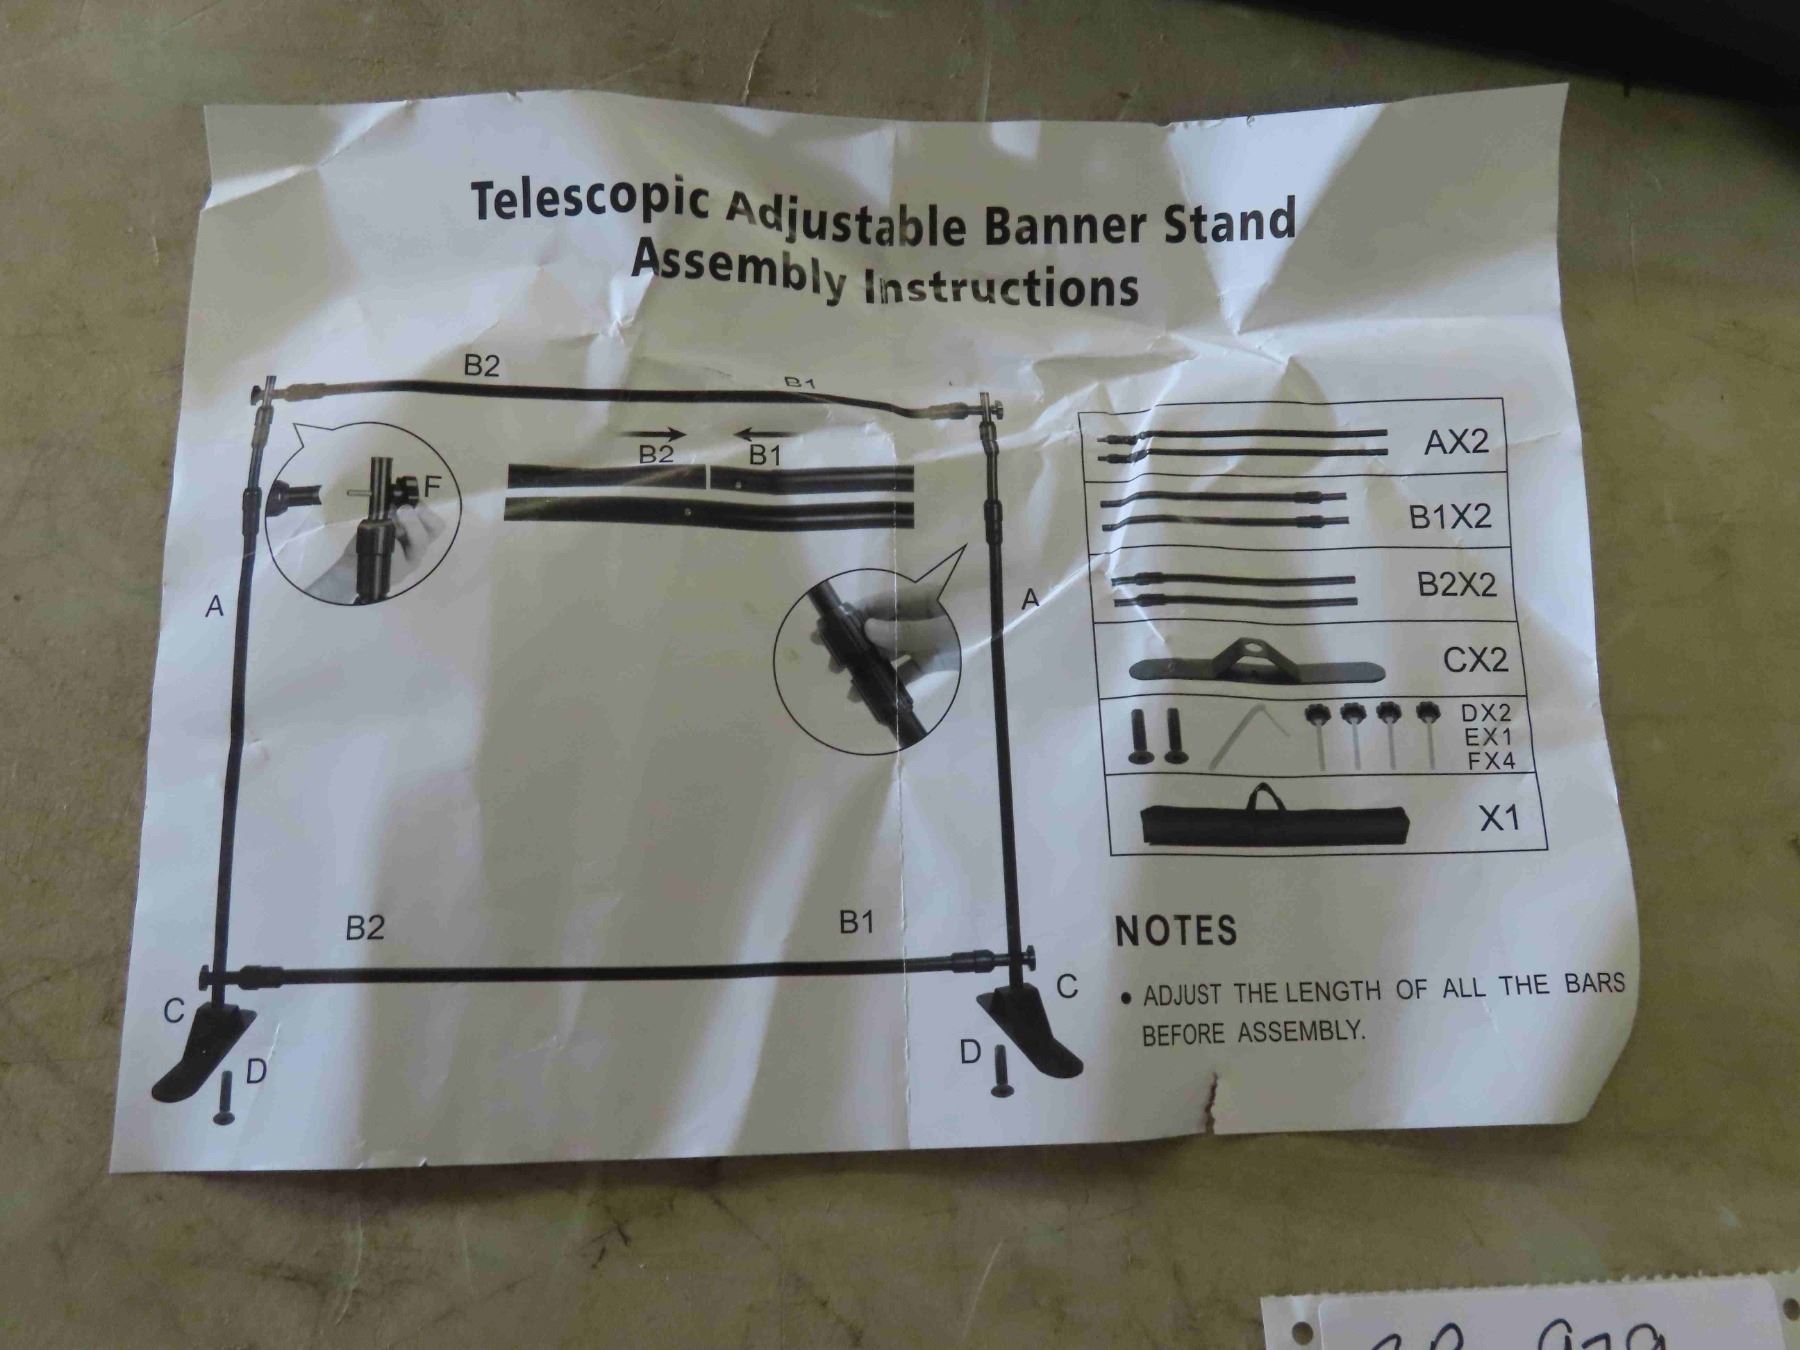 Telescopic Adjustable Banner Stand
Assembly Instructions
B2
B1
B2
B1
F
A
A
B2
B1
C
C
D
D
AX2
B1X2
B2X2
CX2
DX2
EX1
FX4
X1
NOTES
• ADJUST THE LENGTH OF ALL THE BARS
BEFORE ASSEMBLY.